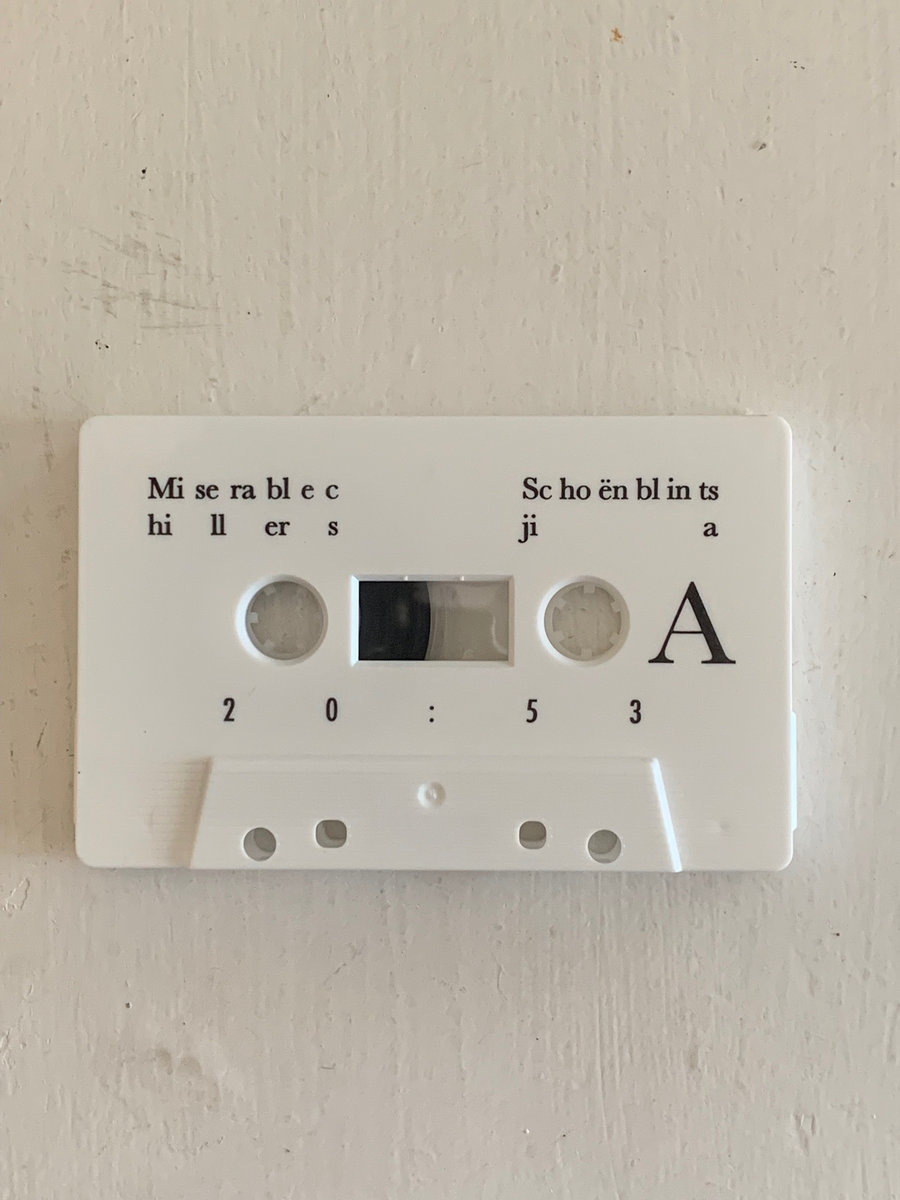 Mi se ra bl e c
hi ll er s
Sc ho ën bl in ts
ji a
A
2 0 : 5 3